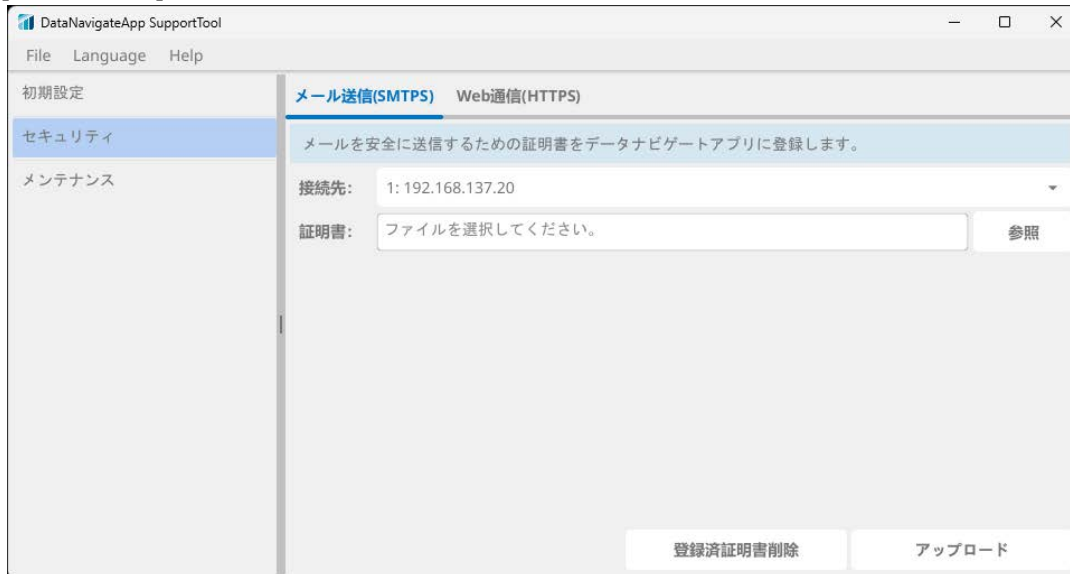 DataNavigateApp SupportTool
File Language Help
初期設定
セキュリティ
メンテナンス
メール送信(SMTPS) Web通信(HTTPS)
メールを安全に送信するための証明書をデータナビゲートアプリに登録します。
接続先: 1: 192.168.137.20
証明書: ファイルを選択してください。 参照
登録済証明書削除 アップロード